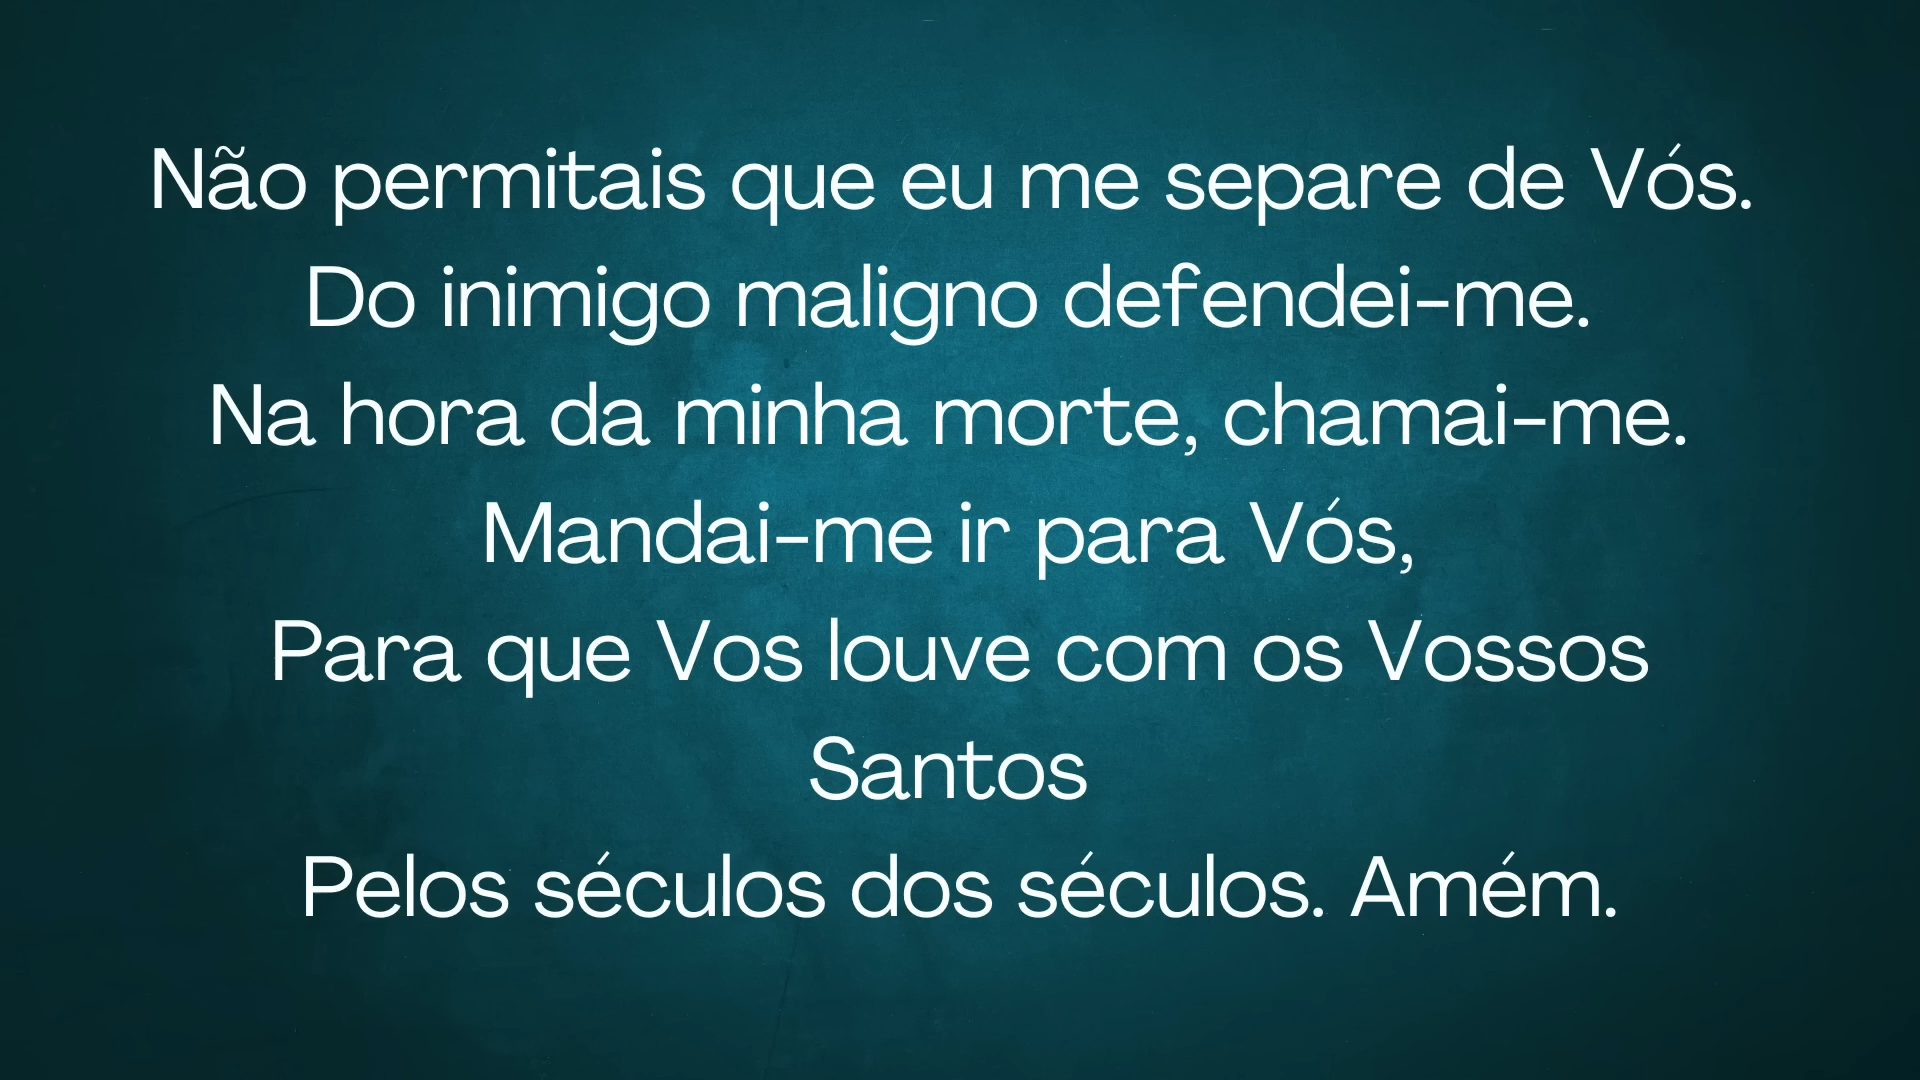 Não permitais que eu me separe de Vós.
Do inimigo maligno defendei-me.
Na hora da minha morte, chamai-me.
Mandai-me ir para Vós,
Para que Vos louve com os Vossos
Santos
Pelos séculos dos séculos. Amém.